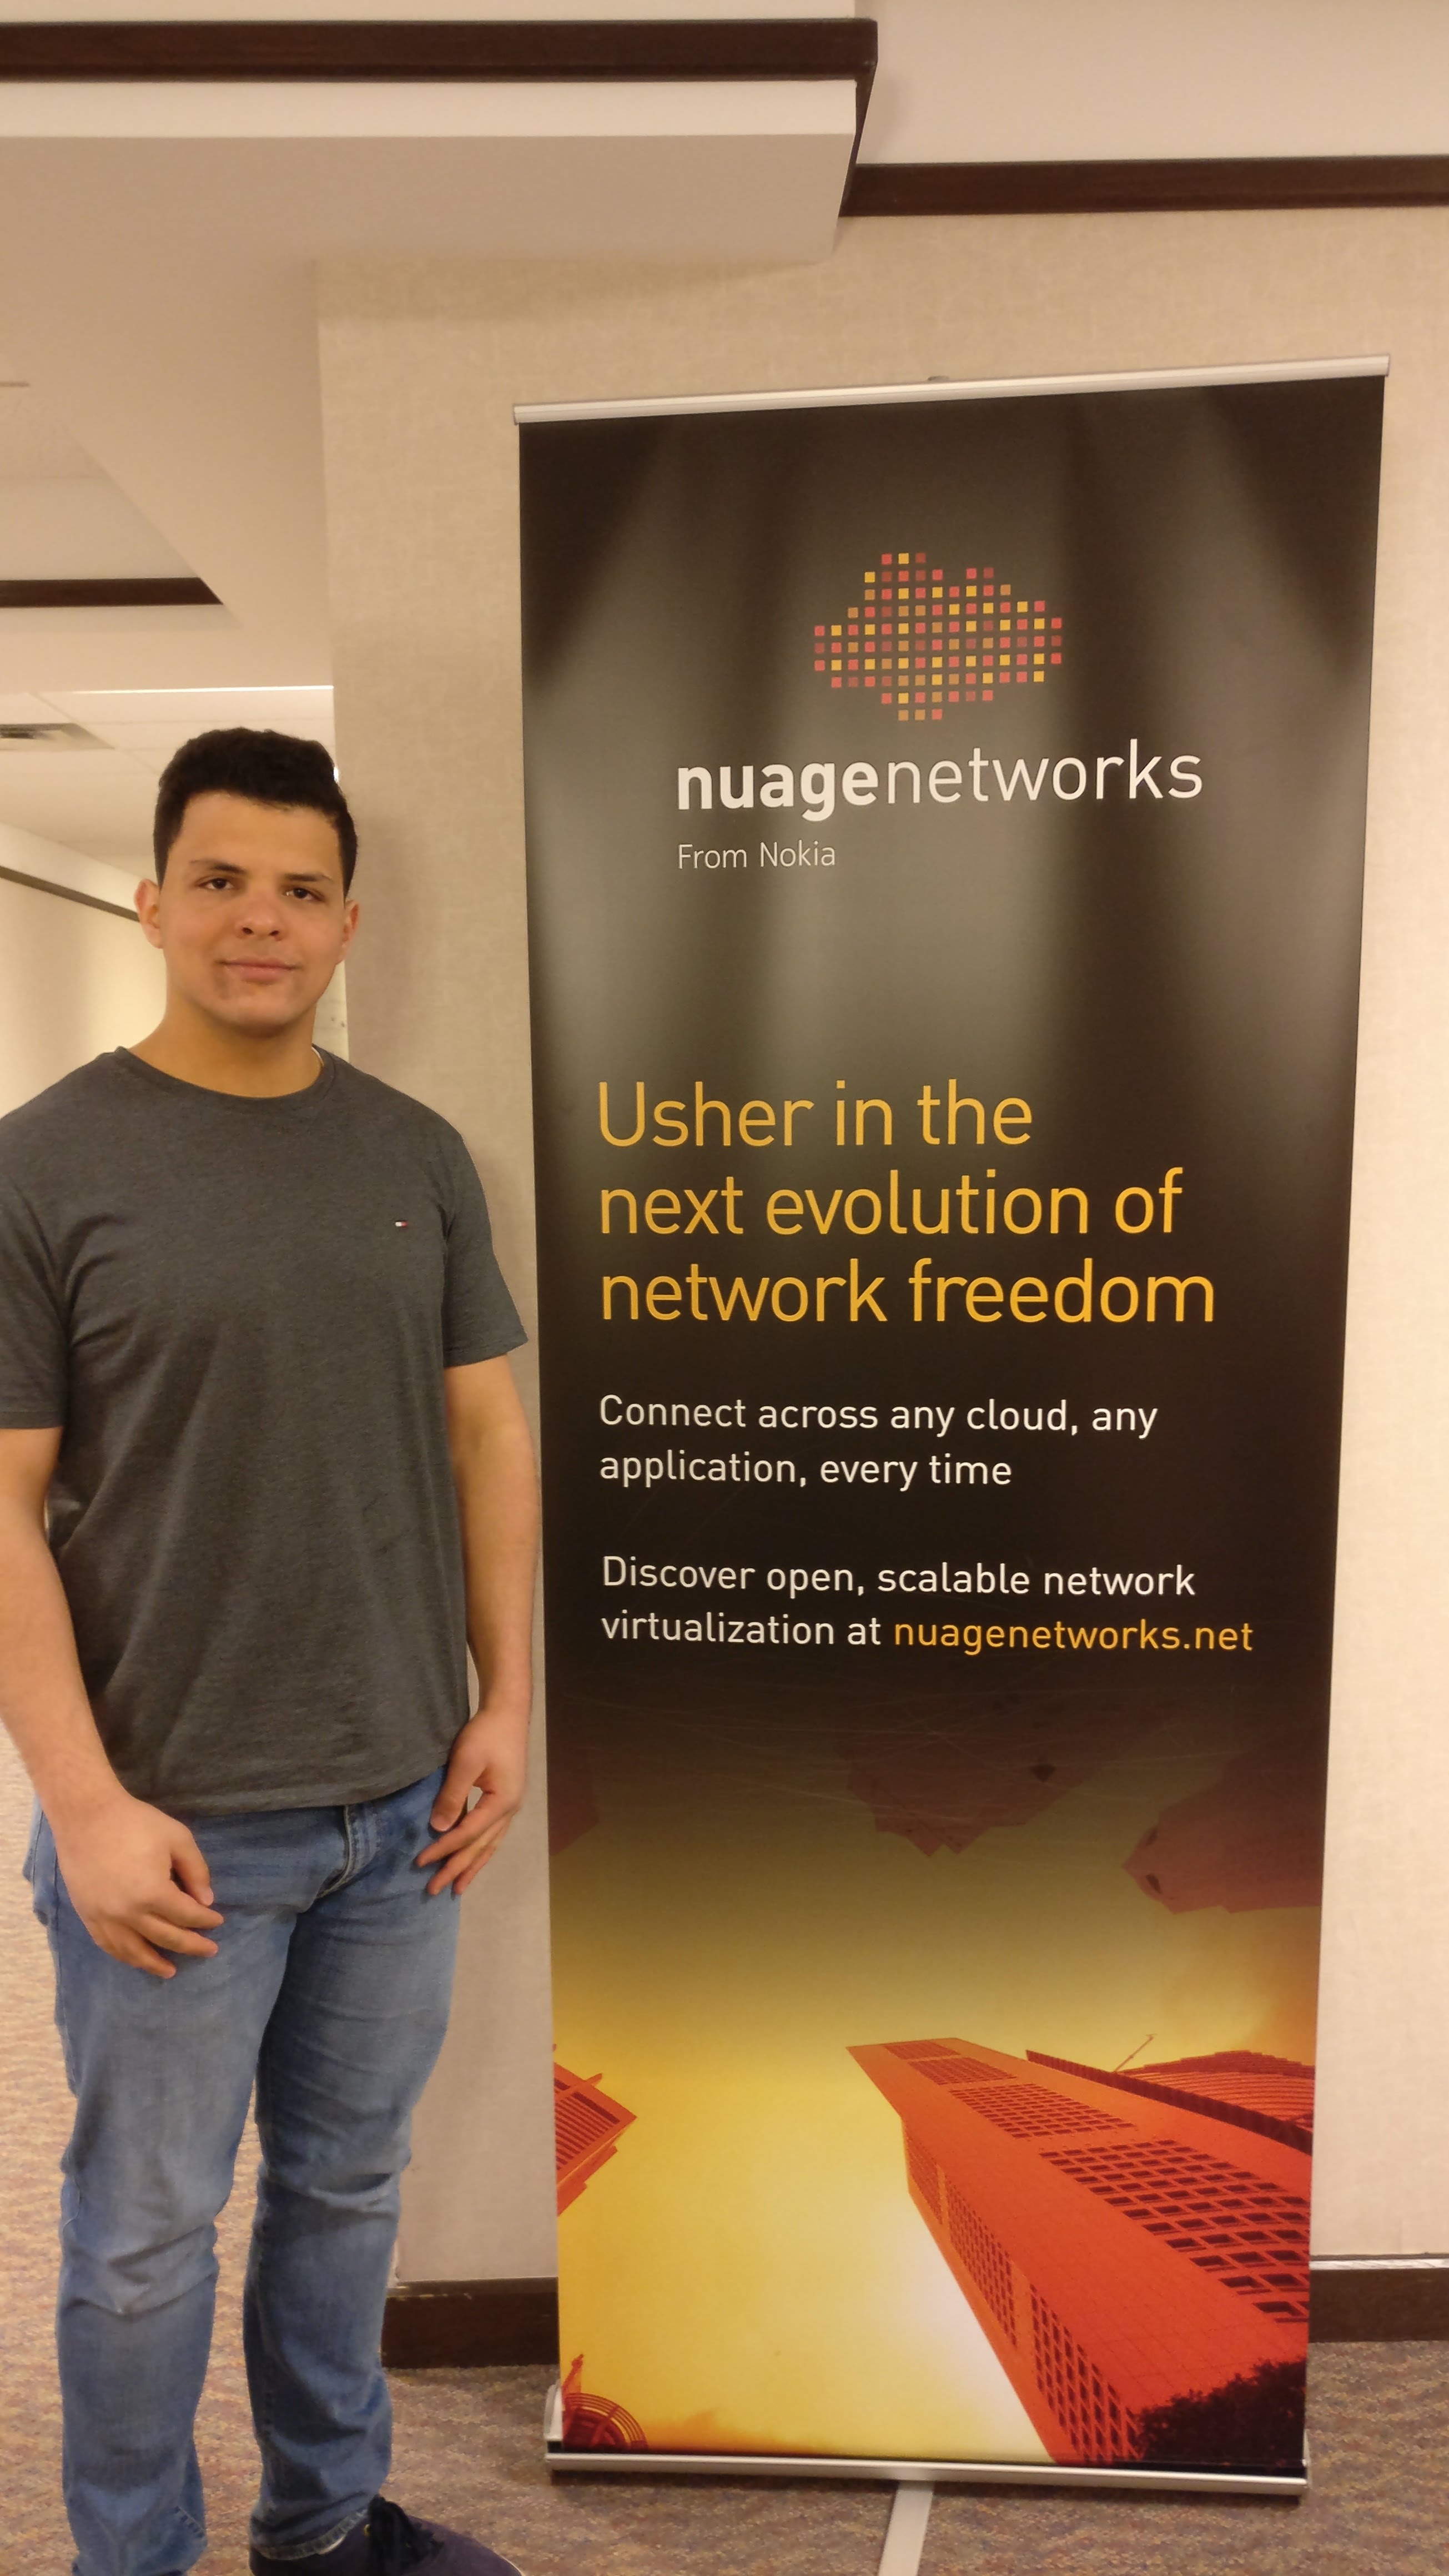 nuagenetworks
From Nokia
Usher in the
next evolution of
network freedom
Connect across any cloud, any
application, every time
Discover open, scalable network
virtualization at nuagenetworks.net